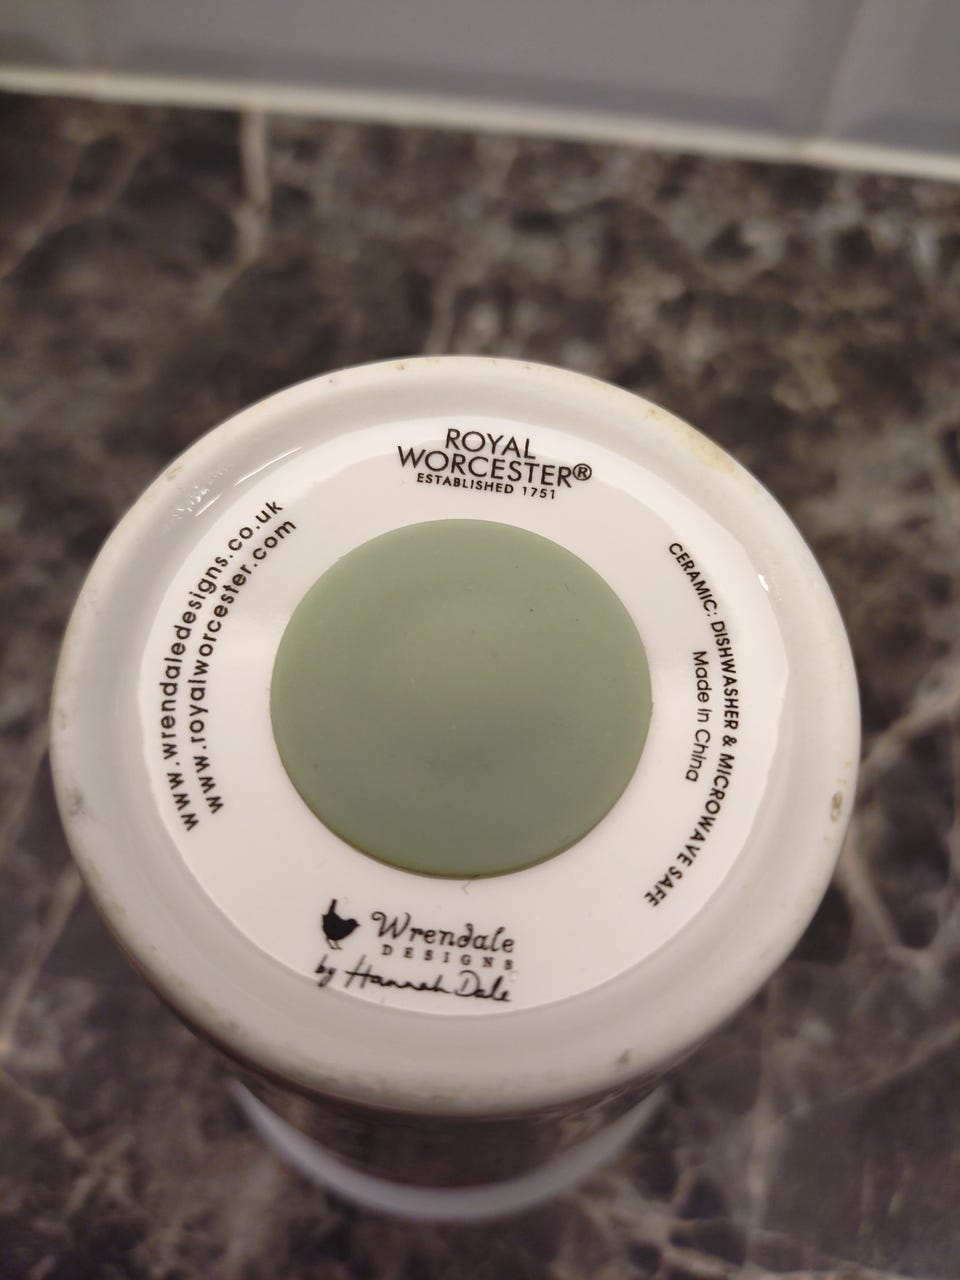 ROYAL
WORCESTER®
ESTABLISHED 1751
CERAMIC: DISHWASHER & MICROWAVE SAFE
Made in China
Wrendale
DESIGNS
by Hannah Dale
www.wrendaledesigns.co.uk
www.royalworcester.com